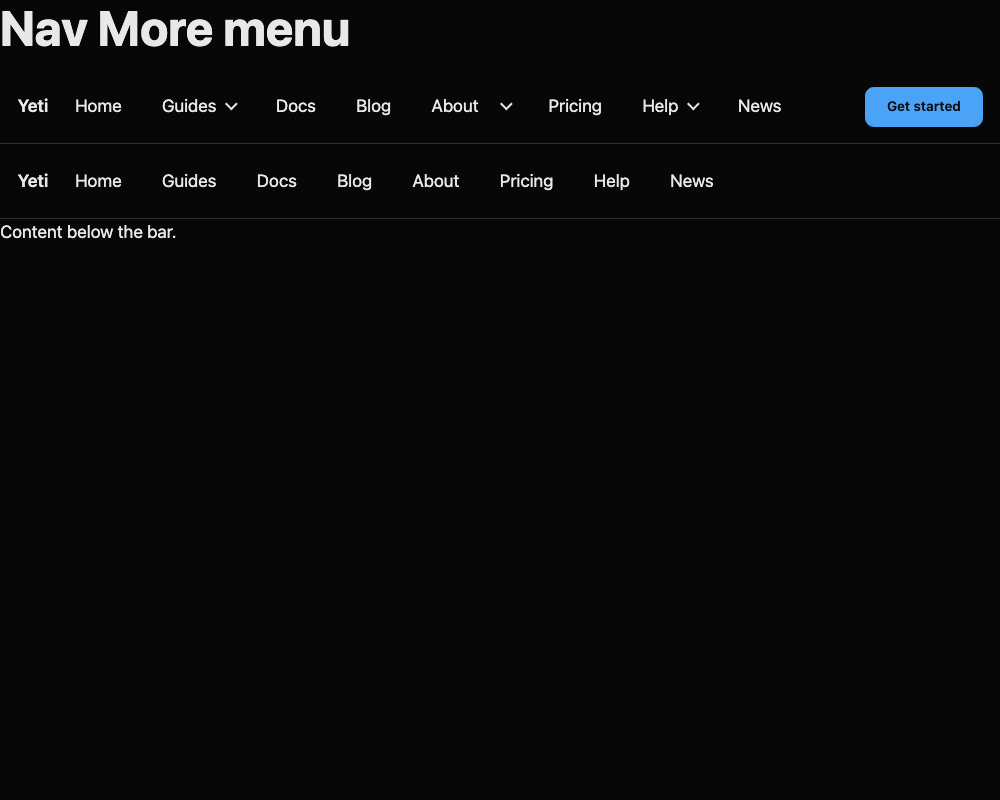 Nav More menu
Yeti Home Guides Docs Blog About Pricing Help News Get started
Yeti Home Guides Docs Blog About Pricing Help News
Content below the bar.